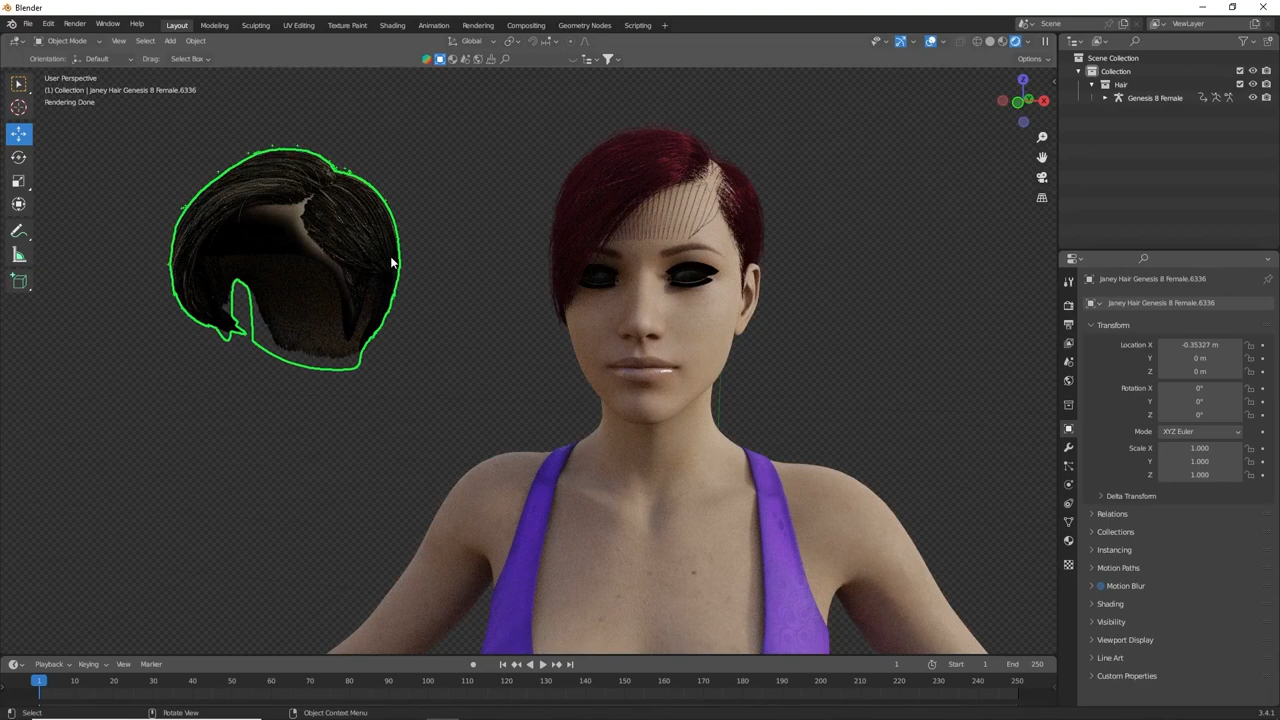 Blender
File Edit Render Window Help Layout Modeling Sculpting UV Editing Texture Paint Shading Animation Rendering Compositing Geometry Nodes Scripting + Scene ViewLayer
Object Mode View Select Add Object Global
Orientation: Default Drag: Select Box Options
User Perspective
(1) Collection | Janey Hair Genesis 8 Female.6336
Rendering Done
Z
X
Y
Scene Collection
Collection
Hair
Genesis 8 Female
Janey Hair Genesis 8 Female.6336
Janey Hair Genesis 8 Female.6336
Transform
Location X -0.35327 m
Y 0 m
Z 0 m
Rotation X 0°
Y 0°
Z 0°
Mode XYZ Euler
Scale X 1.000
Y 1.000
Z 1.000
Delta Transform
Relations
Collections
Instancing
Motion Paths
Motion Blur
Shading
Visibility
Viewport Display
Line Art
Custom Properties
Playback Keying View Marker 1 Start 1 End 250
1 10 20 30 40 50 60 70 80 90 100 110 120 130 140 150 160 170 180 190 200 210 220 230 240 250
Select Rotate View Object Context Menu 3.4.1